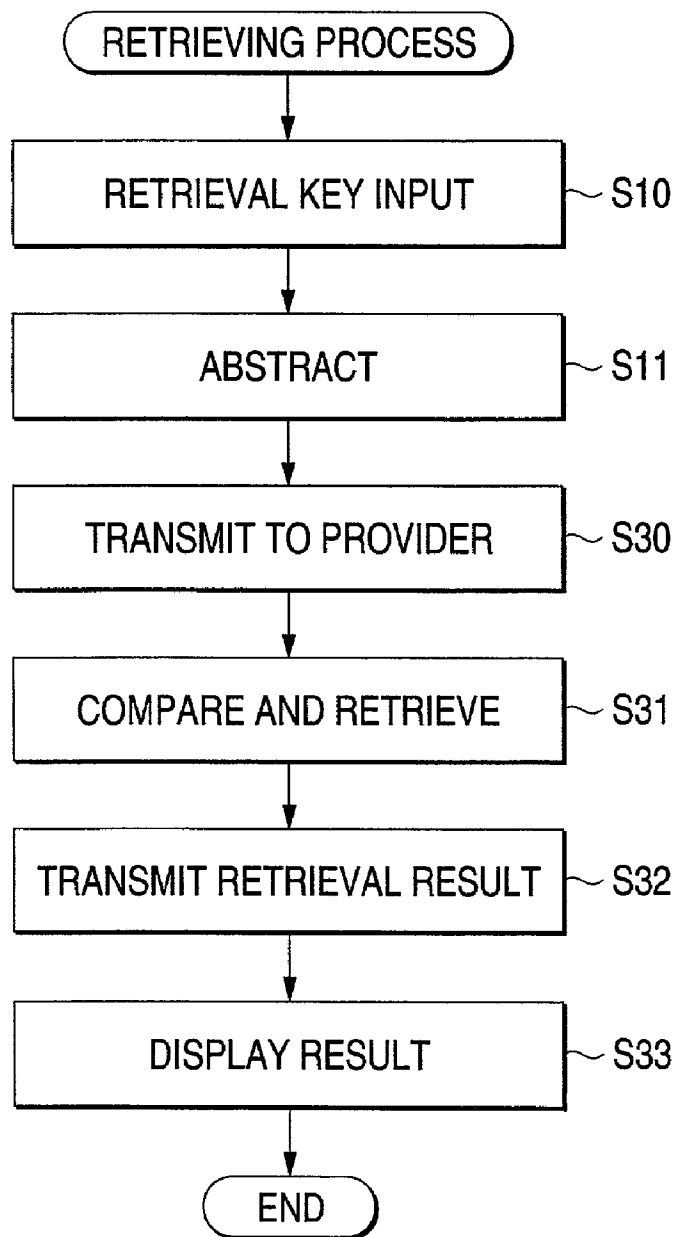 RETRIEVING PROCESS
RETRIEVAL KEY INPUT S10
ABSTRACT S11
TRANSMIT TO PROVIDER S30
COMPARE AND RETRIEVE S31
TRANSMIT RETRIEVAL RESULT S32
DISPLAY RESULT S33
END